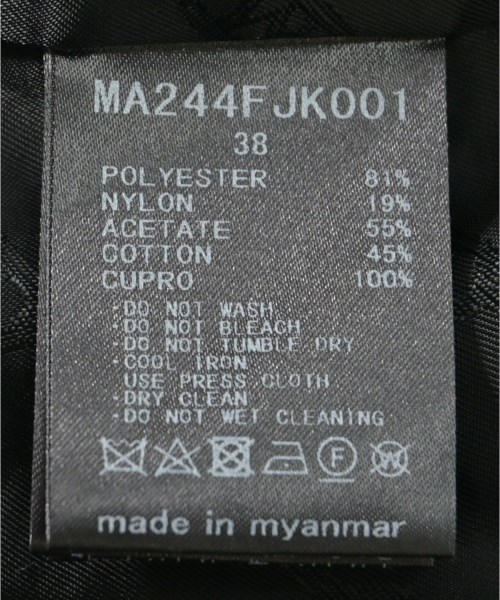 MA244FJK001
38
POLYESTER 81%
NYLON 19%
ACETATE 55%
COTTON 45%
CUPRO 100%
·DO NOT WASH
·DO NOT BLEACH
·DO NOT TUMBLE DRY
·COOL IRON
USE PRESS CLOTH
·DRY CLEAN
·DO NOT WET CLEANING
F W
made in myanmar